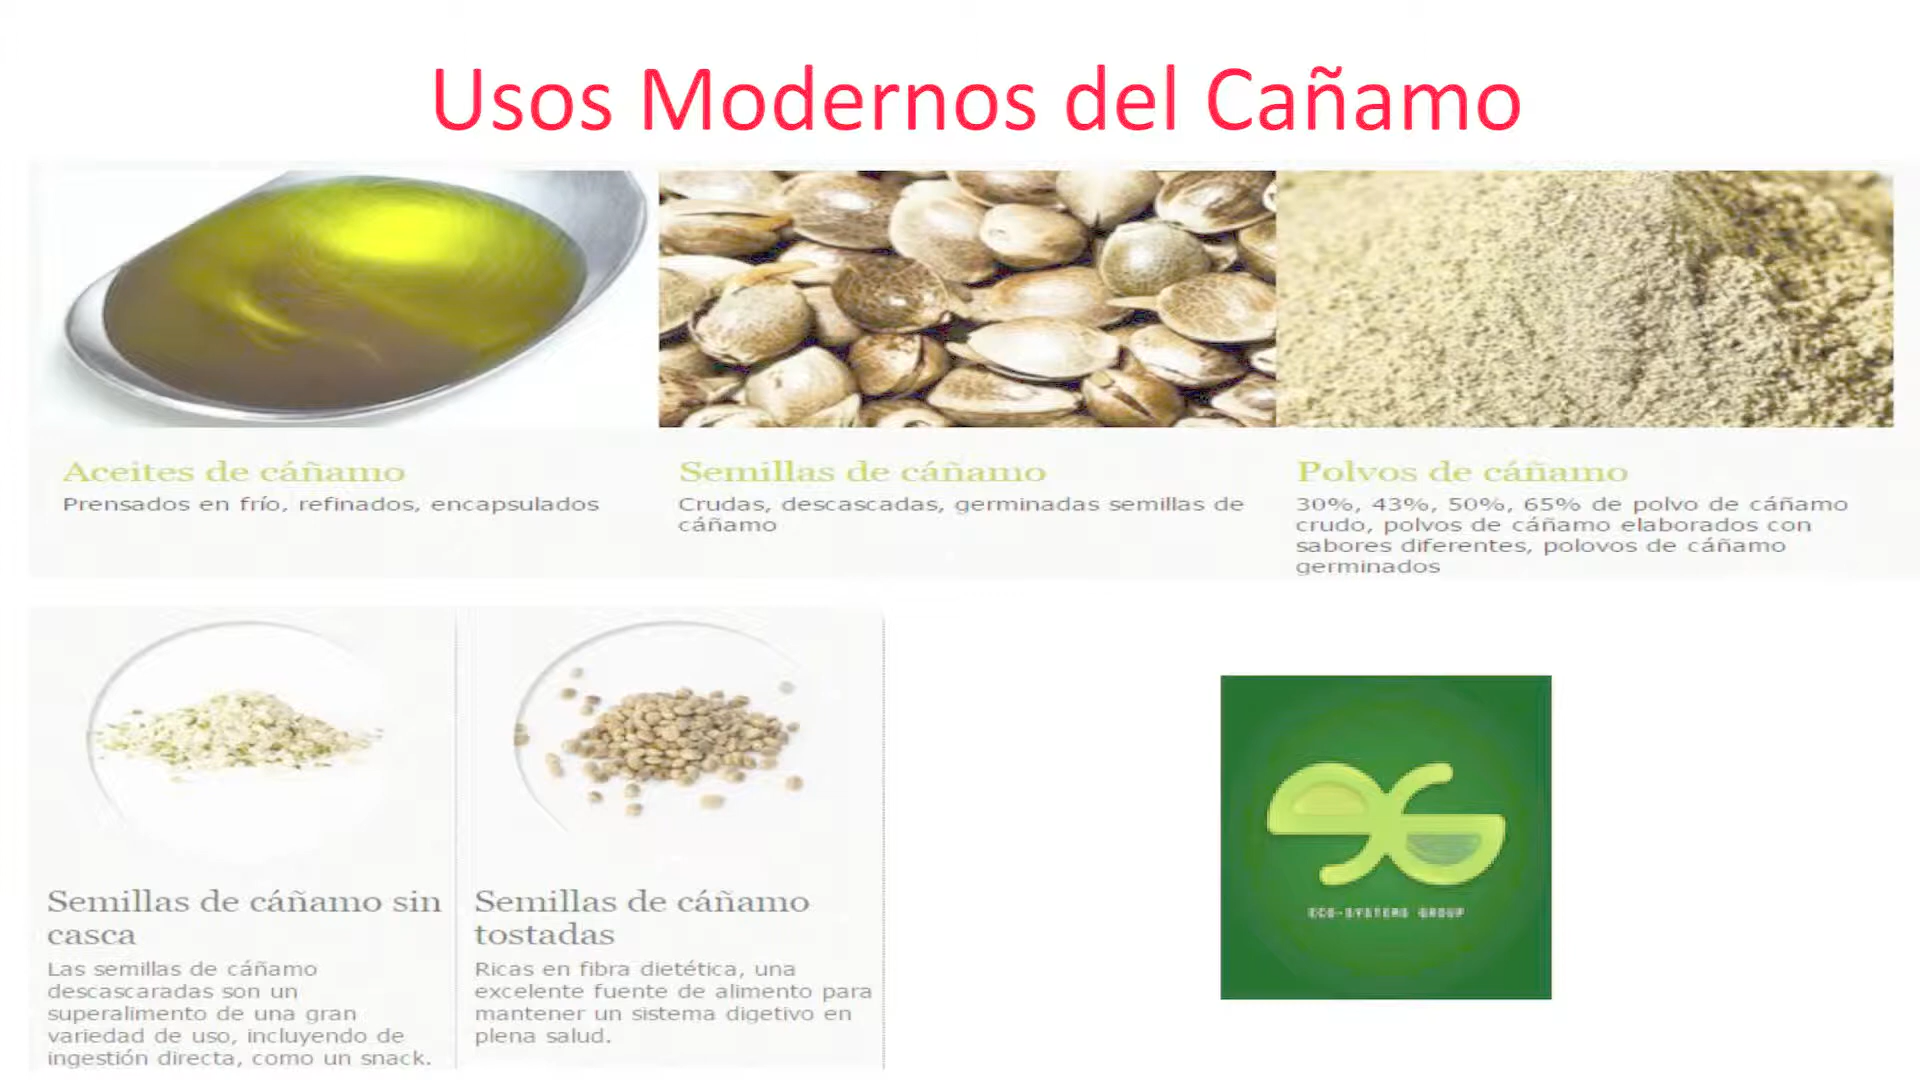 Usos Modernos del Cañamo
Aceites de cáñamo
Prensados en frío, refinados, encapsulados
Semillas de cáñamo
Crudas, descascadas, germinadas semillas de
cáñamo
Polvos de cáñamo
30%, 43%, 50%, 65% de polvo de cáñamo
crudo, polvos de cáñamo elaborados con
sabores diferentes, polovos de cáñamo
germinados
Semillas de cáñamo sin
casca
Las semillas de cáñamo
descascaradas son un
superalimento de una gran
variedad de uso, incluyendo de
ingestión directa, como un snack.
Semillas de cáñamo
tostadas
Ricas en fibra dietética, una
excelente fuente de alimento para
mantener un sistema digetivo en
plena salud.
ECO-SYSTEMS GROUP